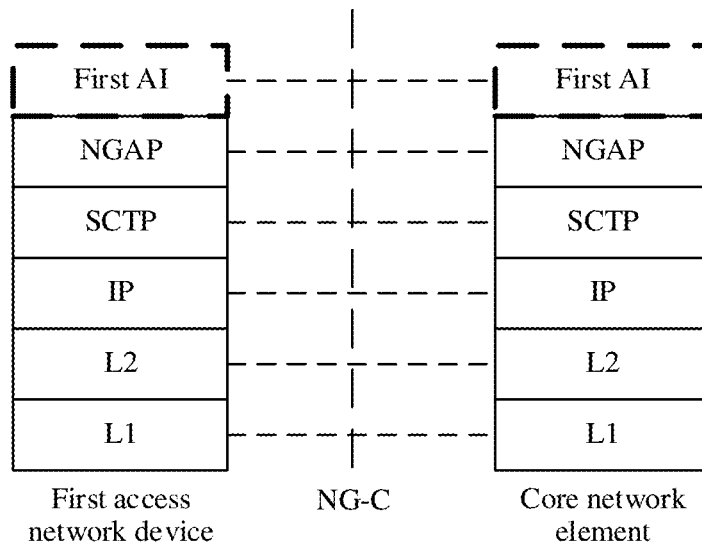 First AI First AI
NGAP NGAP
SCTP SCTP
IP IP
L2 L2
L1 L1
First access NG-C Core network
network device element